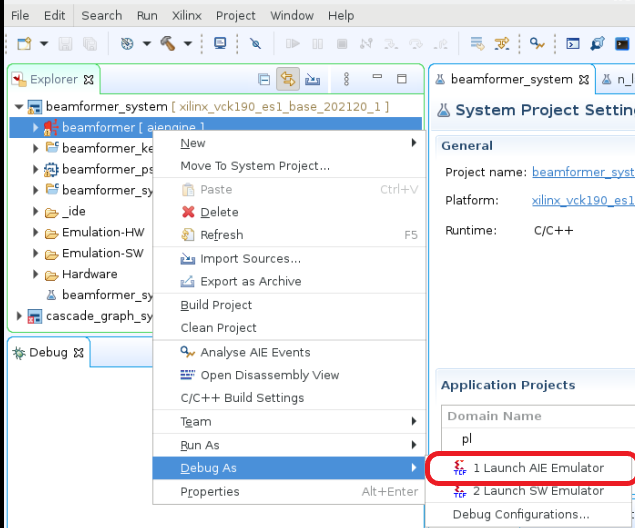 File Edit Search Run Xilinx Project Window Help
Explorer
beamformer_system [ xilinx_vck190_es1_base_202120_1 ]
beamformer [ aiengine ]
beamformer_ke
beamformer_ps
beamformer_sy
_ide
Emulation-HW
Emulation-SW
Hardware
beamformer_sy
cascade_graph_sy
Debug
New
Move To System Project...
Paste Ctrl+V
Delete
Refresh F5
Import Sources...
Export as Archive
Build Project
Clean Project
Analyse AIE Events
Open Disassembly View
C/C++ Build Settings
Team
Run As
Debug As
Properties Alt+Enter
beamformer_system n_l
System Project Setting
General
Project name: beamformer_syst
Platform: xilinx_vck190_es1
Runtime: C/C++
Application Projects
Domain Name
pl
1 Launch AIE Emulator
2 Launch SW Emulator
Debug Configurations...